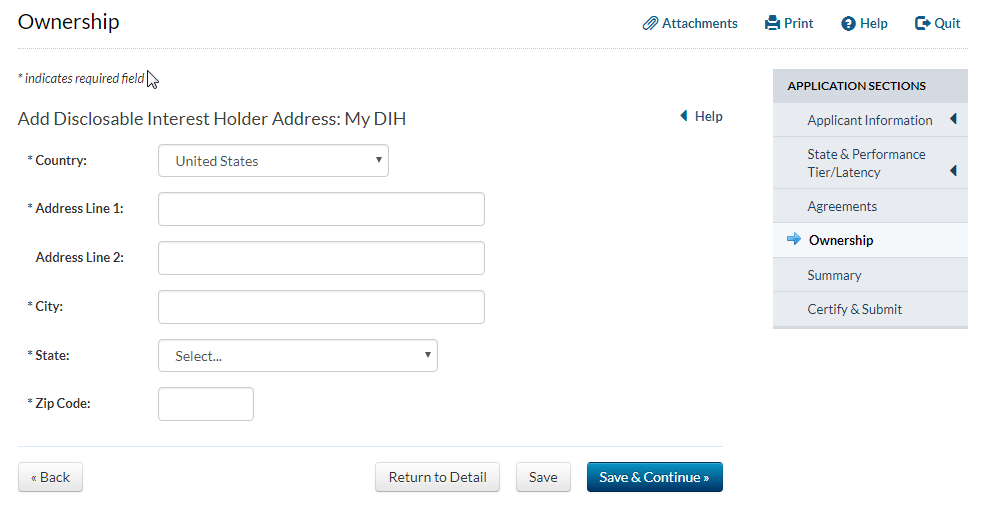 Ownership
Attachments Print Help Quit
* indicates required field
Add Disclosable Interest Holder Address: My DIH
Help
* Country: United States
* Address Line 1:
Address Line 2:
* City:
* State: Select...
* Zip Code:
« Back Return to Detail Save Save & Continue »
APPLICATION SECTIONS
Applicant Information
State & Performance
Tier/Latency
Agreements
Ownership
Summary
Certify & Submit